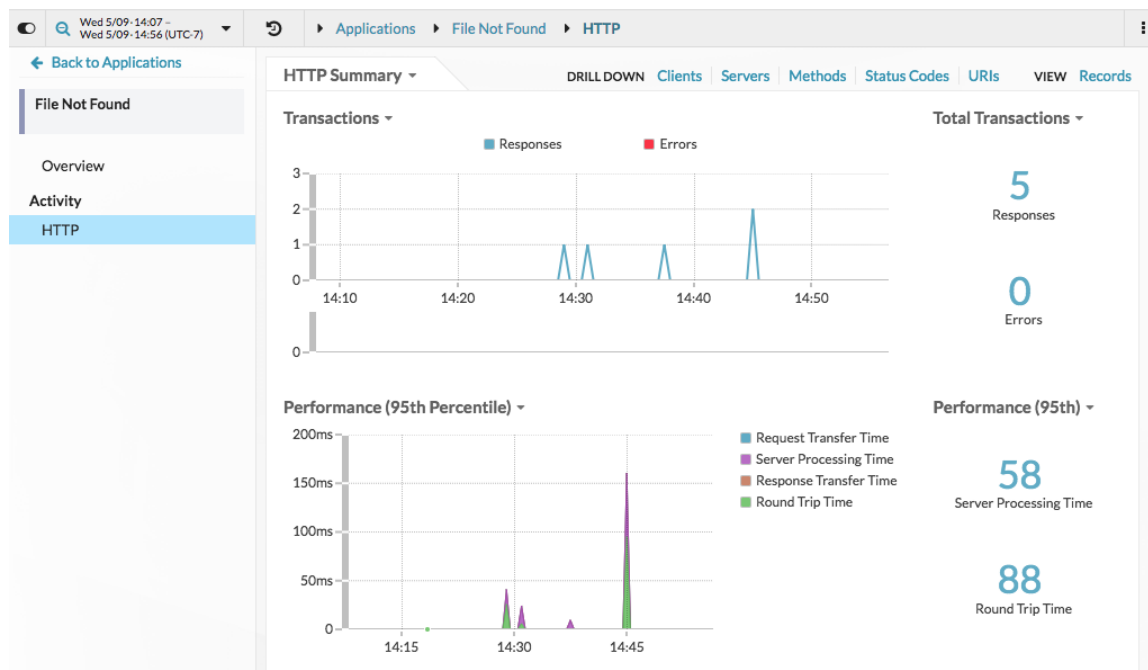 Wed 5/09-14:07 –
Wed 5/09-14:56 (UTC-7)
Applications
File Not Found
HTTP
Back to Applications
File Not Found
Overview
Activity
HTTP
HTTP Summary
DRILL DOWN Clients Servers Methods Status Codes URIs VIEW Records
Transactions
Responses Errors
3
2
1
0
14:10 14:20 14:30 14:40 14:50
0
Total Transactions
5
Responses
0
Errors
Performance (95th Percentile)
200ms
150ms
100ms
50ms
0
14:15 14:30 14:45
Request Transfer Time
Server Processing Time
Response Transfer Time
Round Trip Time
Performance (95th)
58
Server Processing Time
88
Round Trip Time